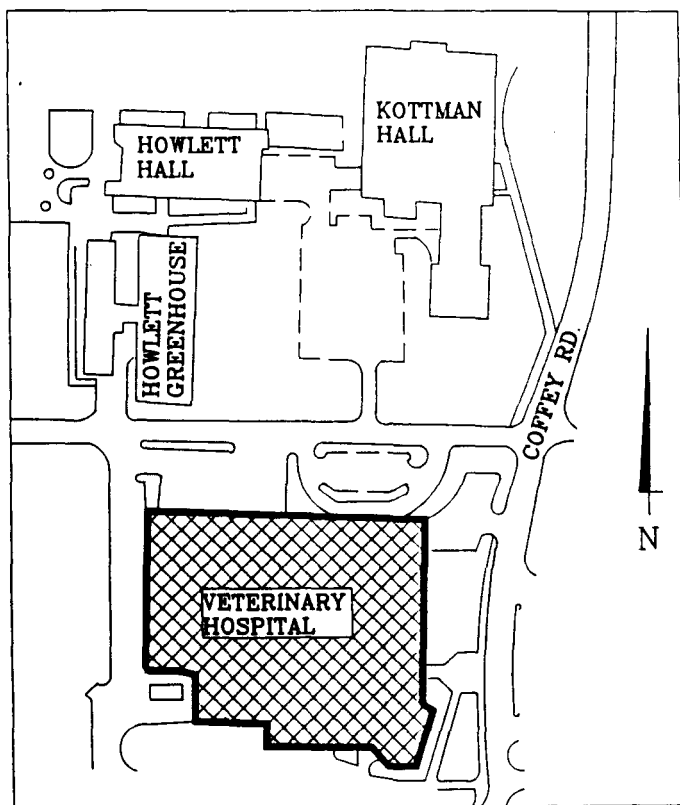 KOTTMAN
HALL
HOWLETT
HALL
HOWLETT
GREENHOUSE
COFFEY RD.
N
VETERINARY
HOSPITAL